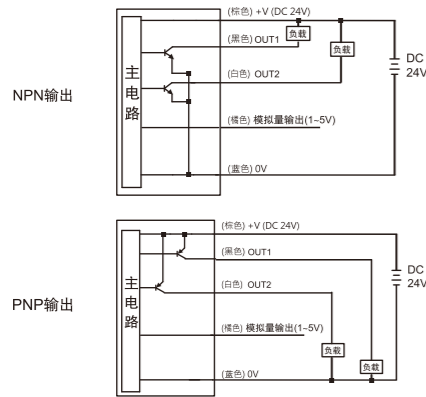 NPN输出
主电路
(棕色) +V (DC 24V)
(黑色) OUT1
负载
(白色) OUT2
负载
DC
24V
(橘色) 模拟量输出(1~5V)
(蓝色) 0V
PNP输出
主电路
(棕色) +V (DC 24V)
(黑色) OUT1
(白色) OUT2
DC
24V
(橘色) 模拟量输出(1~5V)
负载
负载
(蓝色) 0V